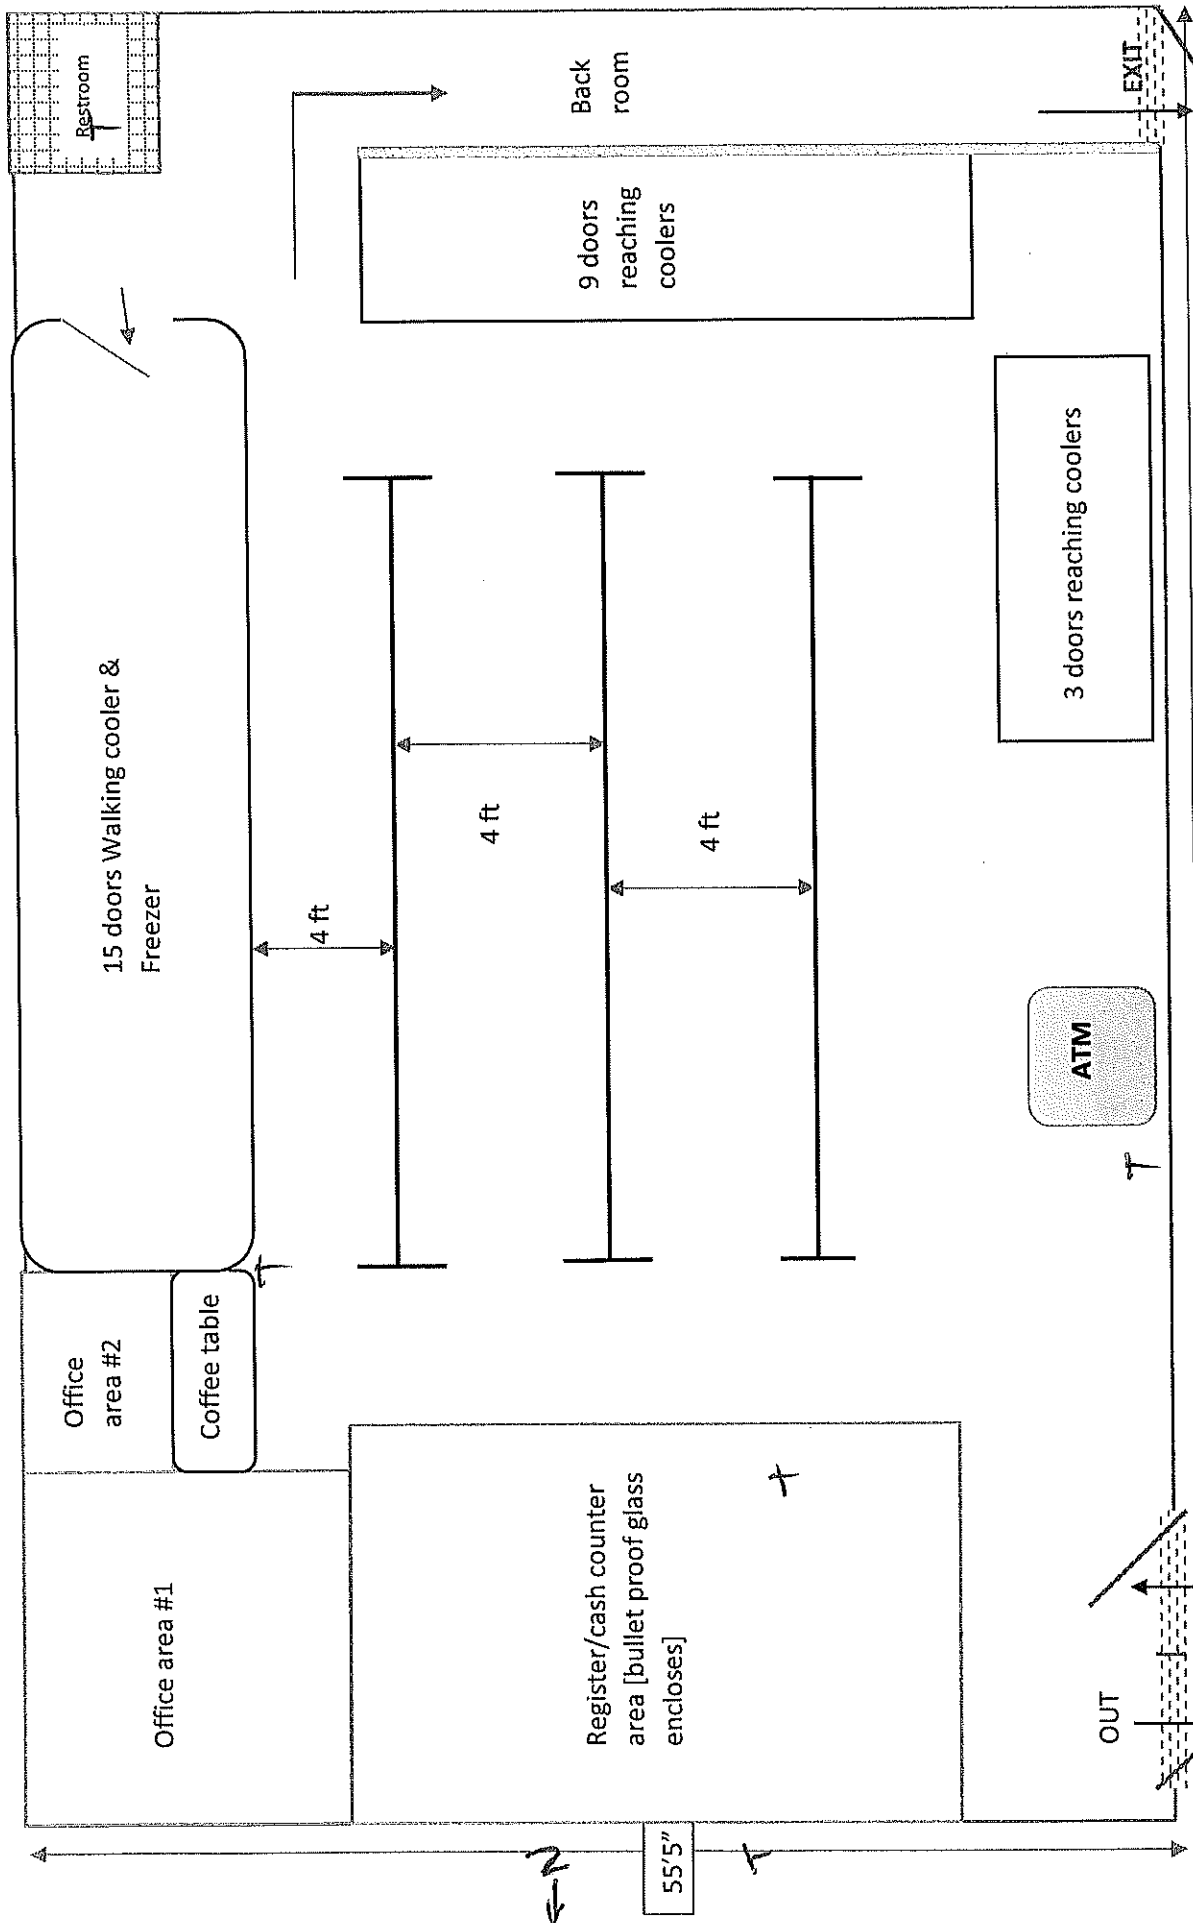 Restroom
Back
room
EXIT
9 doors
reaching
coolers
15 doors Walking cooler &
Freezer
4 ft
4 ft
4 ft
3 doors reaching coolers
ATM
Office
area #2
Coffee table
Office area #1
Register/cash counter
area [bullet proof glass
encloses]
OUT
N
55'5"
T
T
T
T
T